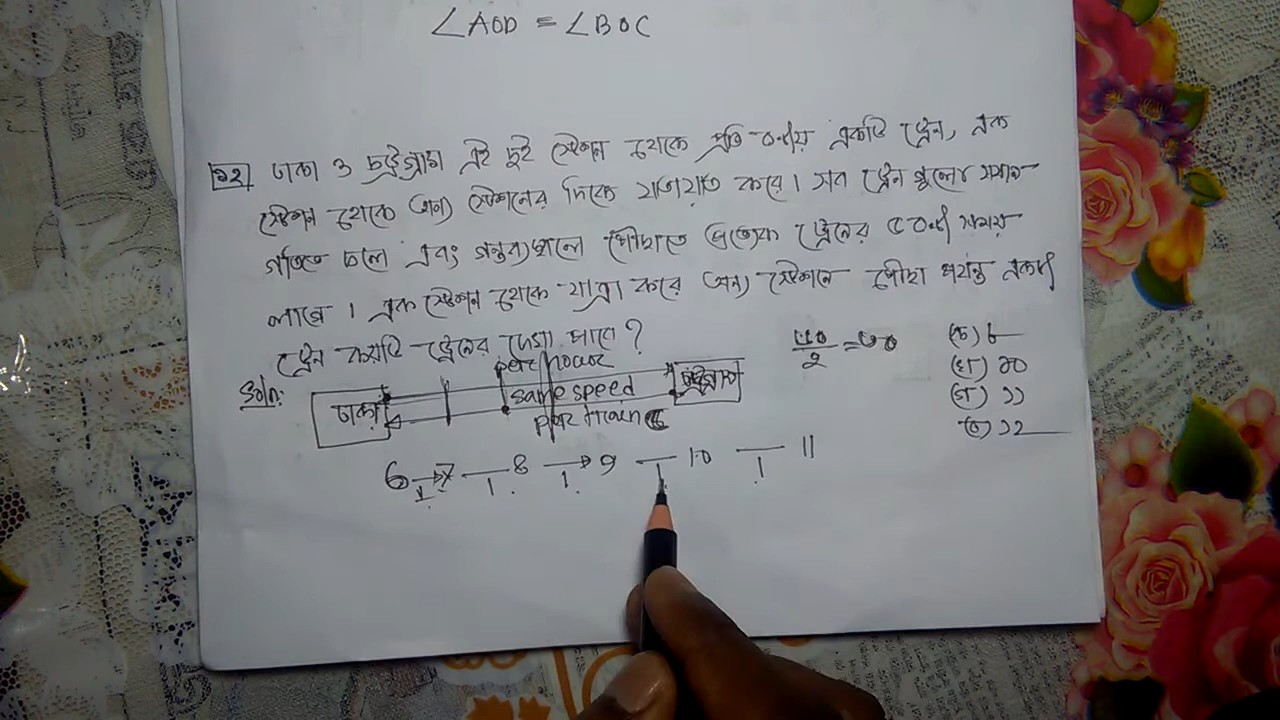 ∠AOD = ∠BOC
১২) ঢাকা ও চট্টগ্রাম এই দুই স্টেশন থেকে প্রতি ঘন্টায় একটি ট্রেন, এক
স্টেশন থেকে অন্য স্টেশনের দিকে যাতায়াত করে। সব ট্রেন গুলোর সমান
গতিতে চলে এবং গন্তব্যস্থলে পৌছাতে প্রত্যেক ট্রেনের ৫ ঘন্টা সময়
লাগে। এক স্টেশন থেকে যাত্রা করে অন্য স্টেশনে পৌছা পর্যন্ত একটা
ট্রেন কয়টি ট্রেনের দেখা পাবে?
(ক) ৮
(খ) ১০
(গ) ১১
(ঘ) ১২
Soln:
ঢাকা
per hour
same speed
per train
চট্টগ্রাম
6 → 7 — 8 → 9 — 10 — 11
1 1 1 1 1